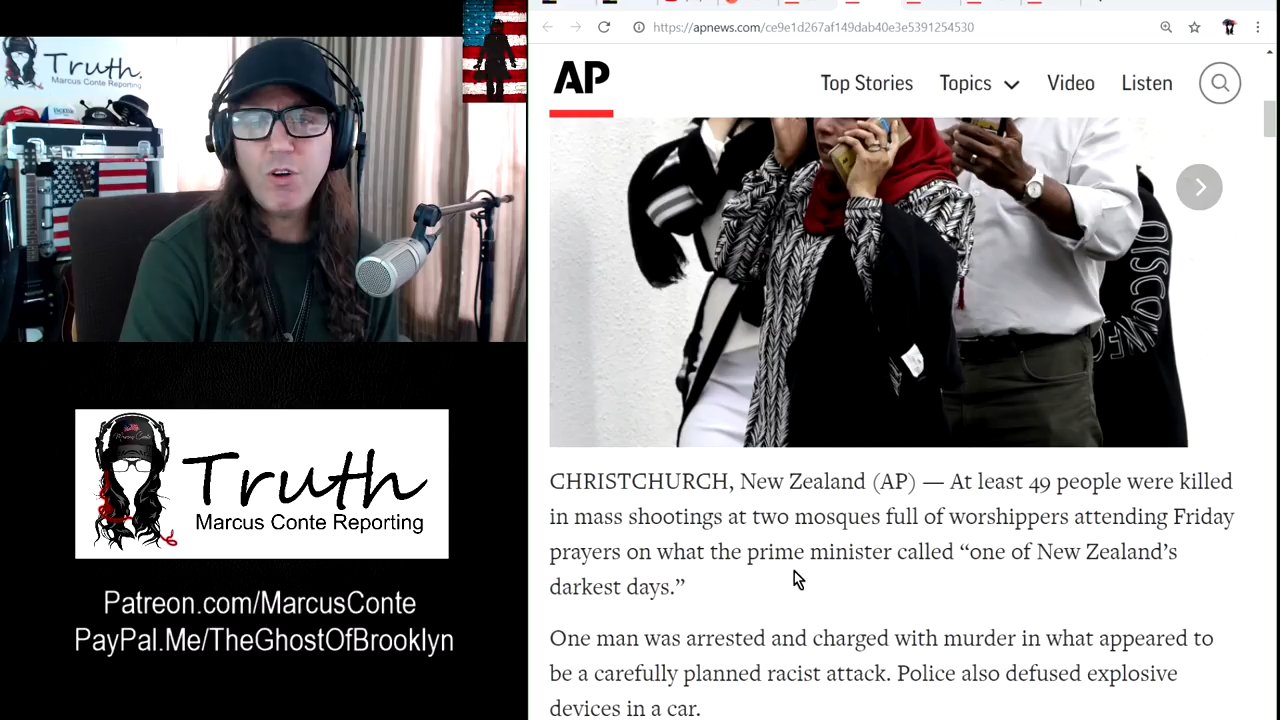 Truth.
Marcus Conte Reporting
https://apnews.com/ce9e1d267af149dab40e3e5391254530
AP
Top Stories
Topics
Video
Listen
CHRISTCHURCH, New Zealand (AP) — At least 49 people were killed
in mass shootings at two mosques full of worshippers attending Friday
prayers on what the prime minister called “one of New Zealand’s
darkest days.”
One man was arrested and charged with murder in what appeared to
be a carefully planned racist attack. Police also defused explosive
devices in a car.
Marcus Conte
Truth
Marcus Conte Reporting
Patreon.com/MarcusConte
PayPal.Me/TheGhostOfBrooklyn